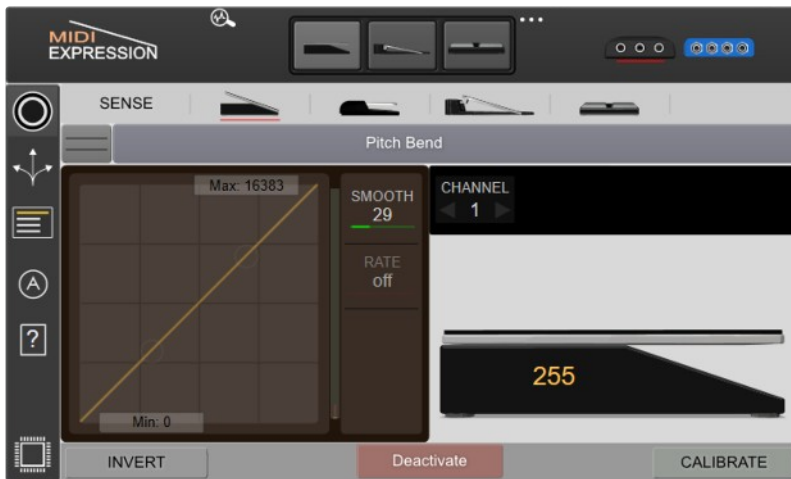 MIDI
EXPRESSION
SENSE
Pitch Bend
Max: 16383
Min: 0
SMOOTH
29
RATE
off
CHANNEL
1
255
A
?
INVERT
Deactivate
CALIBRATE